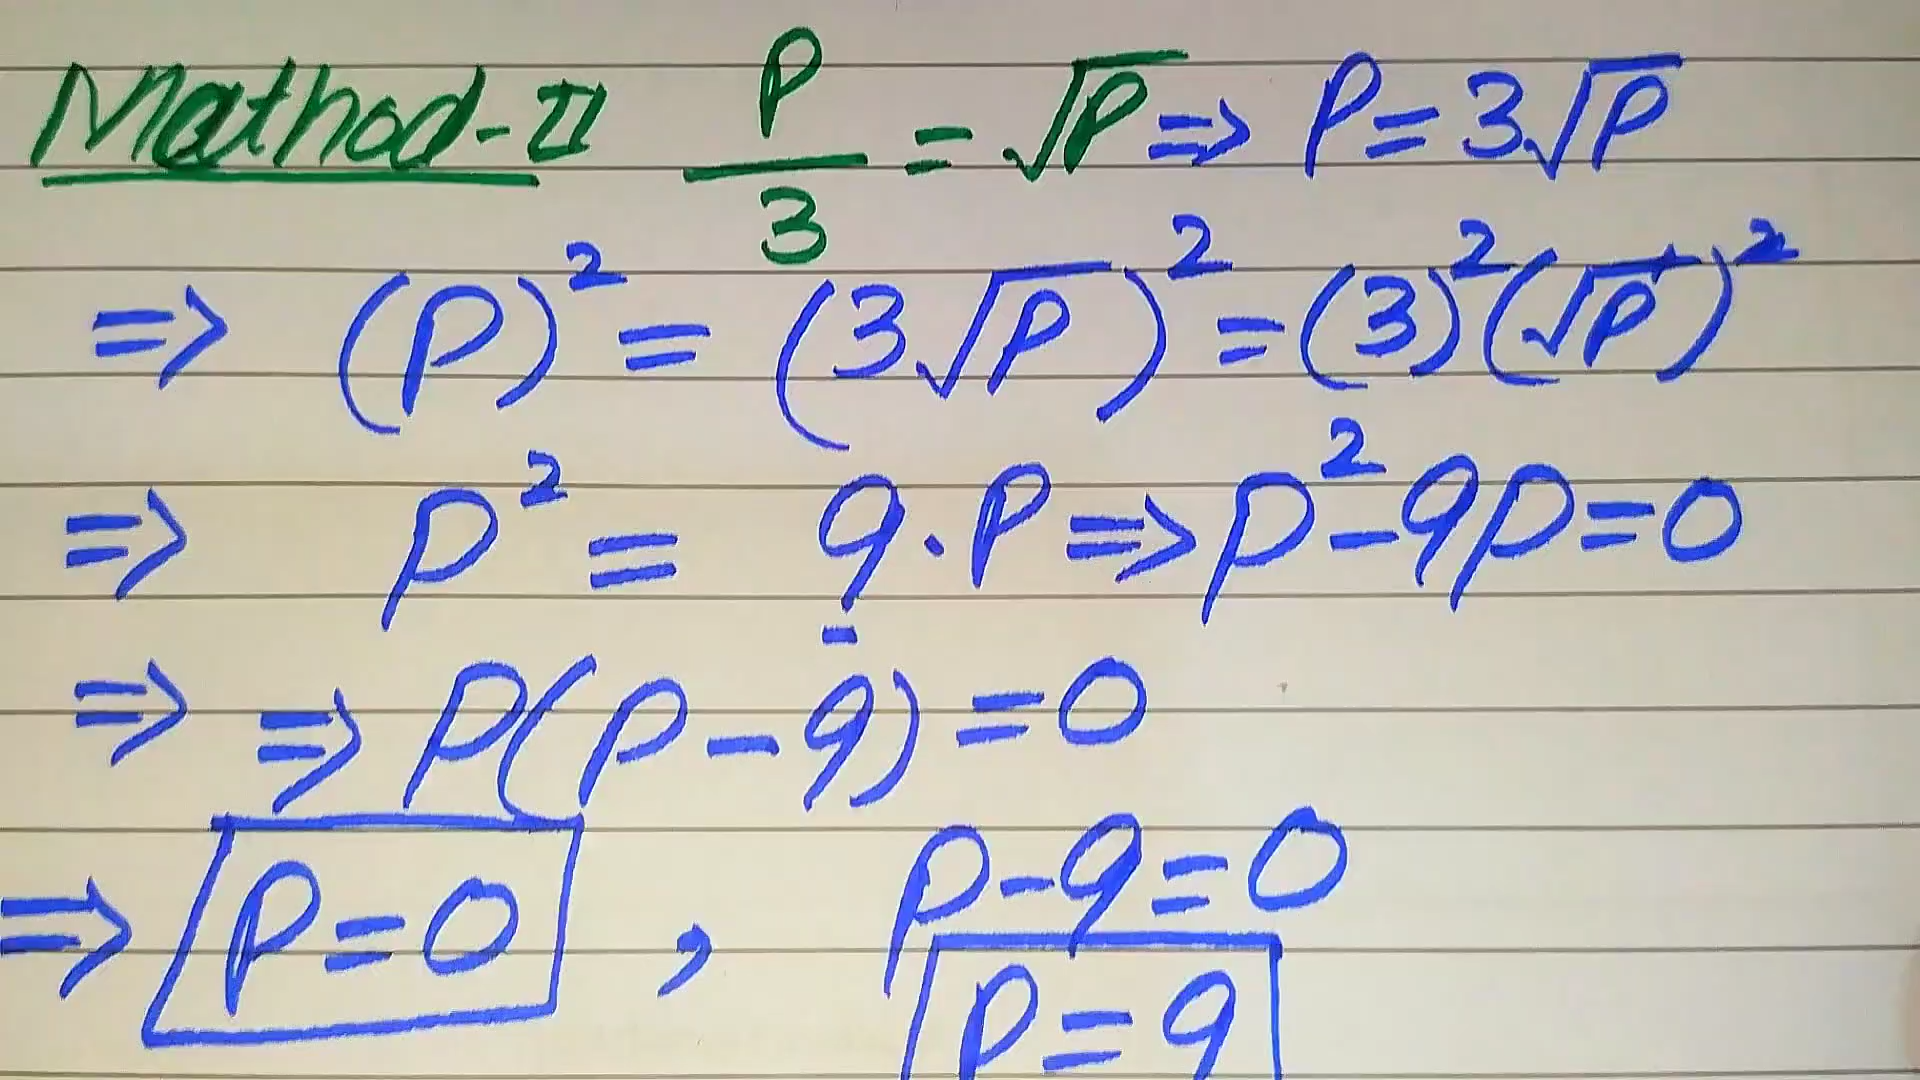 Mathod-II P/3 = √P => P = 3√P
=> (P)² = (3√P)² = (3)²(√P)²
=> P² = 9.P => P² - 9P = 0
=> => P(P - 9) = 0
=> P = 0 , P - 9 = 0
P = 9